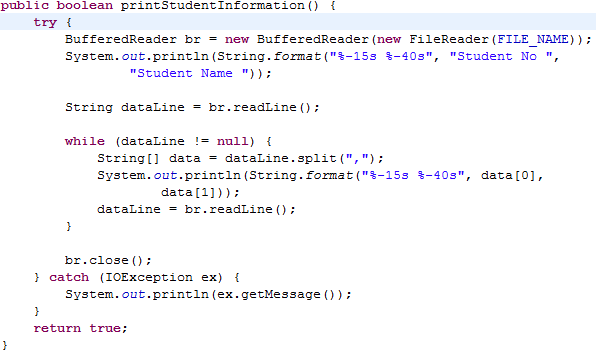 public boolean printStudentInformation() {
    try {
        BufferedReader br = new BufferedReader(new FileReader(FILE_NAME));
        System.out.println(String.format("%-15s %-40s", "Student No ",
                "Student Name "));

        String dataLine = br.readLine();

        while (dataLine != null) {
            String[] data = dataLine.split(",");
            System.out.println(String.format("%-15s %-40s", data[0],
                    data[1]));
            dataLine = br.readLine();
        }

        br.close();
    } catch (IOException ex) {
        System.out.println(ex.getMessage());
    }
    return true;
}